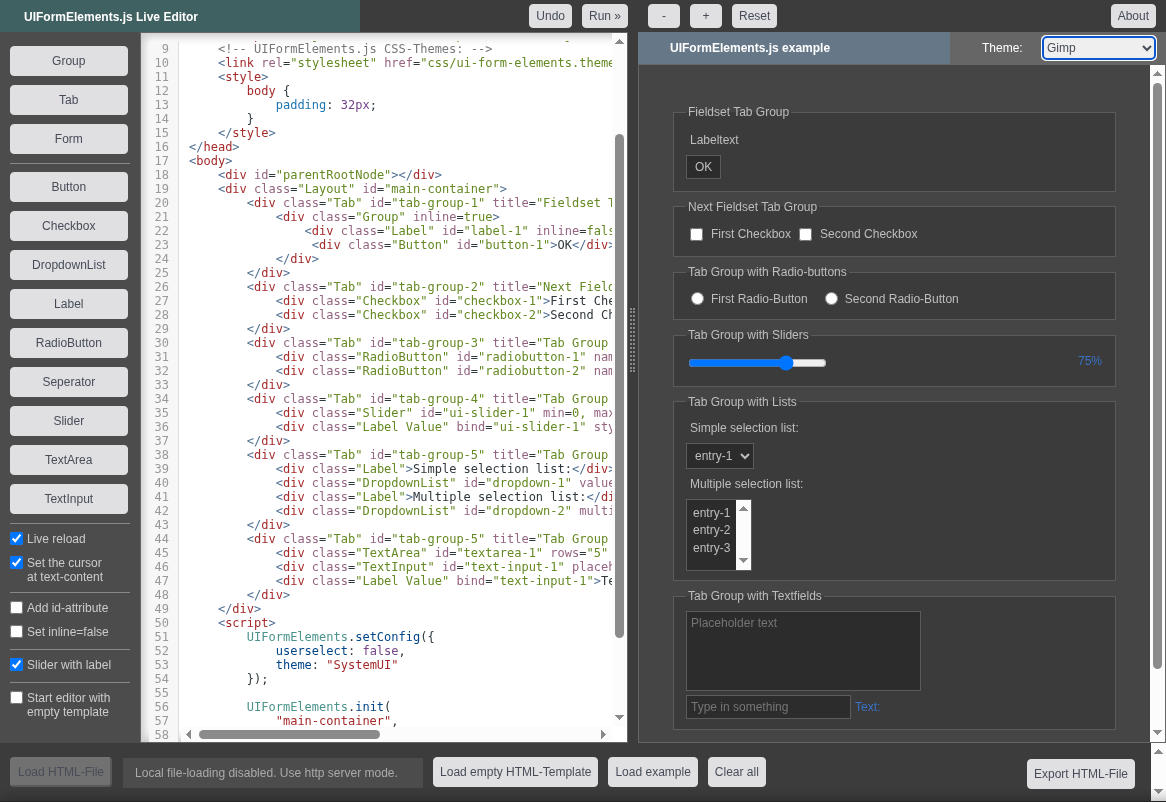 UIFormElements.js Live Editor
Undo
Run »
-
+
Reset
About
Group
Tab
Form
Button
Checkbox
DropdownList
Label
RadioButton
Seperator
Slider
TextArea
TextInput
Live reload
Set the cursor
at text-content
Add id-attribute
Set inline=false
Slider with label
Start editor with
empty template
9 <!-- UIFormElements.js CSS-Themes: -->
10 <link rel="stylesheet" href="css/ui-form-elements.theme
11 <style>
12 body {
13 padding: 32px;
14 }
15 </style>
16 </head>
17 <body>
18 <div id="parentRootNode"></div>
19 <div class="Layout" id="main-container">
20 <div class="Tab" id="tab-group-1" title="Fieldset T
21 <div class="Group" inline=true>
22 <div class="Label" id="label-1" inline=fals
23 <div class="Button" id="button-1">OK</div>
24 </div>
25 </div>
26 <div class="Tab" id="tab-group-2" title="Next Field
27 <div class="Checkbox" id="checkbox-1">First Che
28 <div class="Checkbox" id="checkbox-2">Second Ch
29 </div>
30 <div class="Tab" id="tab-group-3" title="Tab Group
31 <div class="RadioButton" id="radiobutton-1" nam
32 <div class="RadioButton" id="radiobutton-2" nam
33 </div>
34 <div class="Tab" id="tab-group-4" title="Tab Group
35 <div class="Slider" id="ui-slider-1" min=0, max
36 <div class="Label Value" bind="ui-slider-1" sty
37 </div>
38 <div class="Tab" id="tab-group-5" title="Tab Group
39 <div class="Label">Simple selection list:</div>
40 <div class="DropdownList" id="dropdown-1" value
41 <div class="Label">Multiple selection list:</di
42 <div class="DropdownList" id="dropdown-2" multi
43 </div>
44 <div class="Tab" id="tab-group-5" title="Tab Group
45 <div class="TextArea" id="textarea-1" rows="5"
46 <div class="TextInput" id="text-input-1" placeh
47 <div class="Label Value" bind="text-input-1">Te
48 </div>
49 </div>
50 <script>
51 UIFormElements.setConfig({
52 userselect: false,
53 theme: "SystemUI"
54 });
55
56 UIFormElements.init(
57 "main-container",
58
UIFormElements.js example
Theme:
Gimp
Fieldset Tab Group
Labeltext
OK
Next Fieldset Tab Group
First Checkbox
Second Checkbox
Tab Group with Radio-buttons
First Radio-Button
Second Radio-Button
Tab Group with Sliders
75%
Tab Group with Lists
Simple selection list:
entry-1
Multiple selection list:
entry-1
entry-2
entry-3
Tab Group with Textfields
Placeholder text
Type in something
Text:
Load HTML-File
Local file-loading disabled. Use http server mode.
Load empty HTML-Template
Load example
Clear all
Export HTML-File